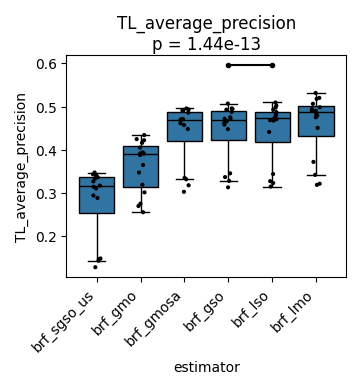 TL_average_precision
p = 1.44e-13
TL_average_precision
0.6
0.5
0.4
0.3
0.2
brf_sgso_us
brf_gmo
brf_gmosa
brf_gso
brf_lso
brf_lmo
estimator